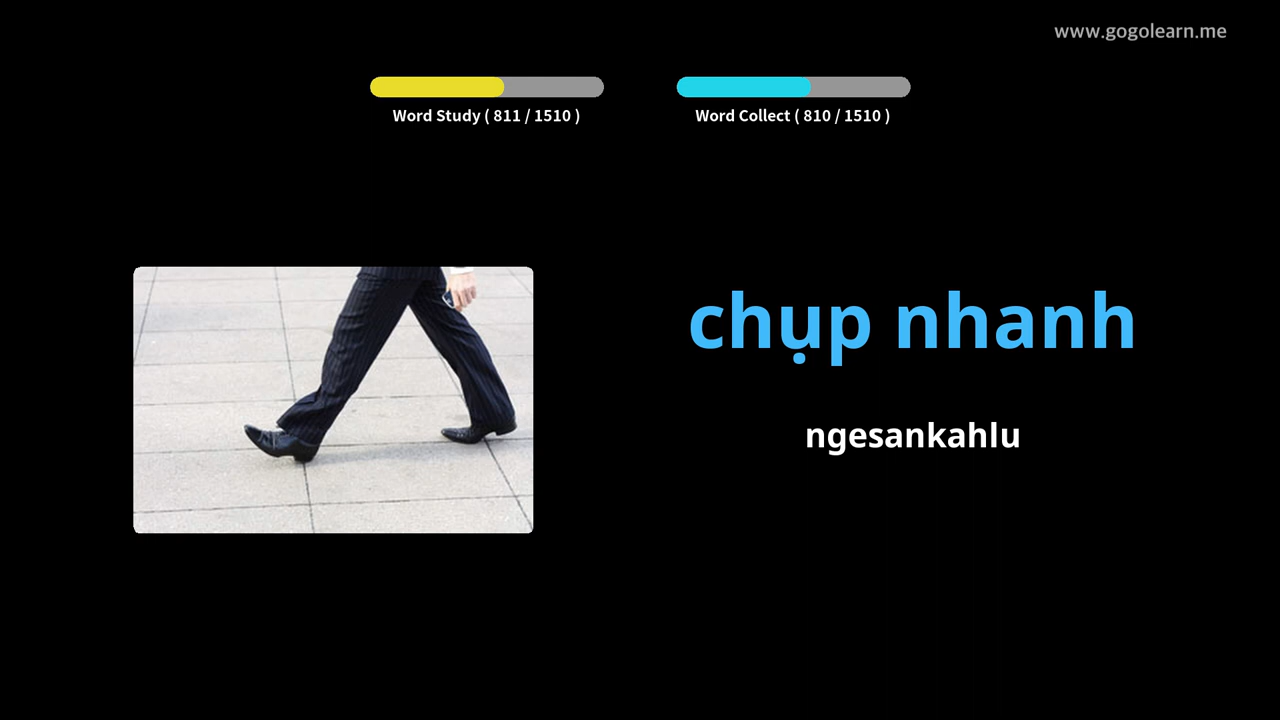 www.gogolearn.me
Word Study ( 811 / 1510 )
Word Collect ( 810 / 1510 )
chụp nhanh
ngesankahlu